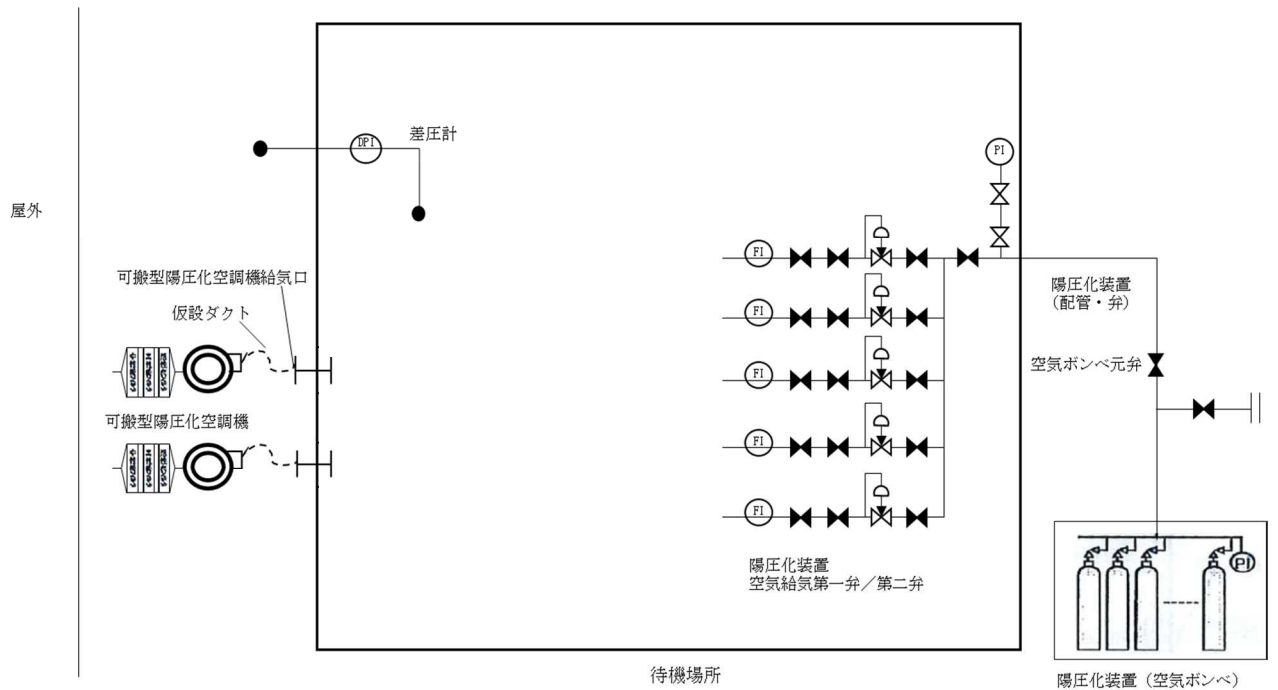 DPI
差圧計
PI
屋外
FI
可搬型陽圧化空調機給気口
陽圧化装置
(配管・弁)
仮設ダクト
FI
空気ボンベ元弁
FI
可搬型陽圧化空調機
FI
FI
陽圧化装置
空気給気第一弁／第二弁
PI
待機場所
陽圧化装置（空気ボンベ）